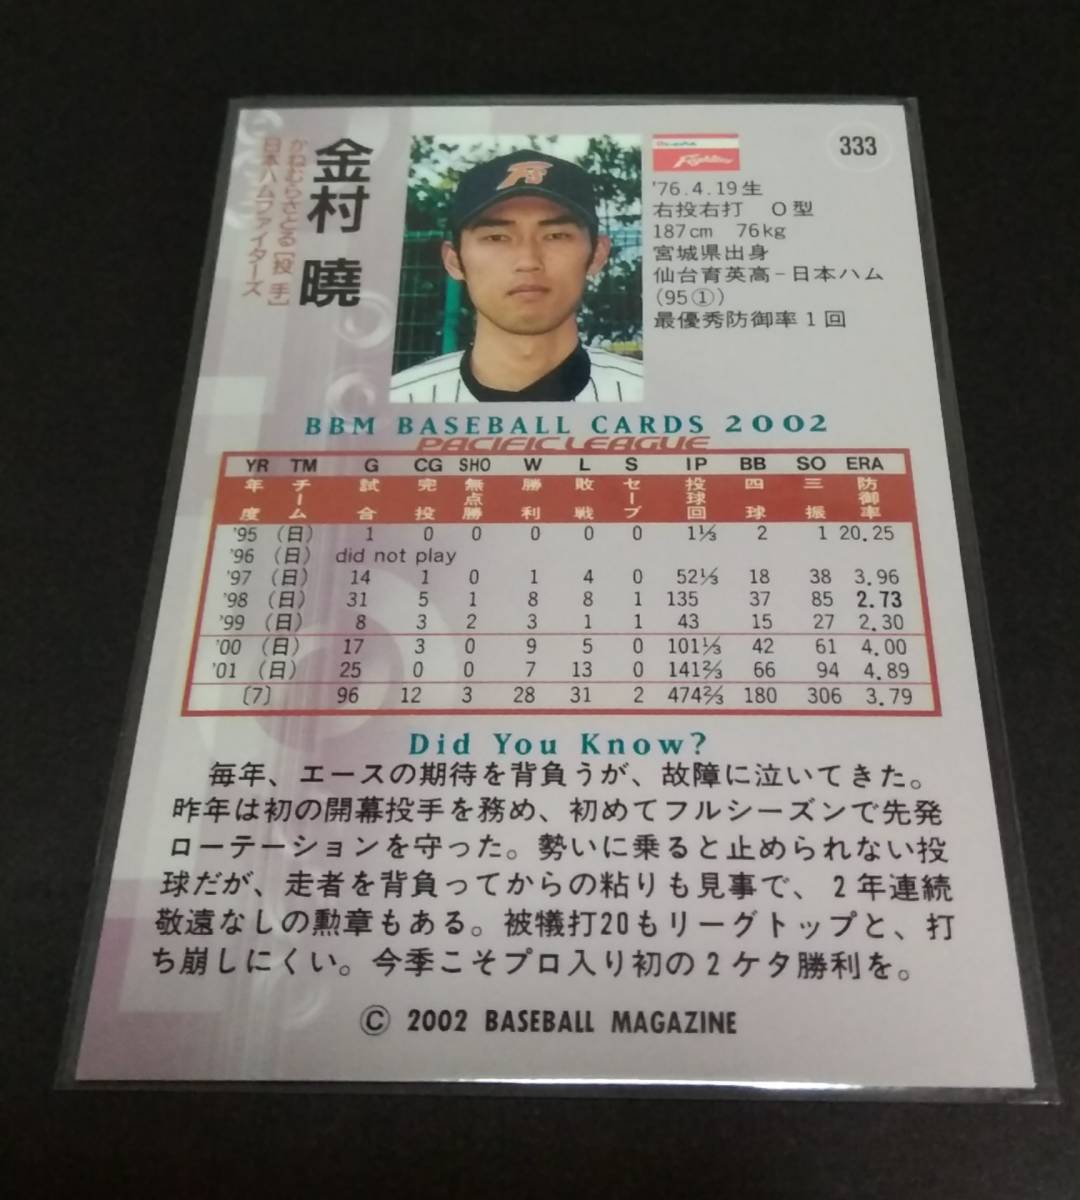 333
金村 曉
かねむらさとる［投手］
日本ハムファイターズ
Fighters
'76.4.19生
右投右打 O型
187cm 76kg
宮城県出身
仙台育英高－日本ハム
(95①)
最優秀防御率1回
BBM BASEBALL CARDS 2002
PACIFIC LEAGUE
YR TM G CG SHO W L S IP BB SO ERA
年度 チーム 試合 完投 無点勝 勝利 敗戦 セーブ 投球回 四球 三振 防御率
'95 (日) 1 0 0 0 0 0 1⅓ 2 1 20.25
'96 (日) did not play
'97 (日) 14 1 0 1 4 0 52⅓ 18 38 3.96
'98 (日) 31 5 1 8 8 1 135 37 85 2.73
'99 (日) 8 3 2 3 1 1 43 15 27 2.30
'00 (日) 17 3 0 9 5 0 101⅓ 42 61 4.00
'01 (日) 25 0 0 7 13 0 141⅔ 66 94 4.89
〔7〕 96 12 3 28 31 2 474⅔ 180 306 3.79
Did You Know?
毎年、エースの期待を背負うが、故障に泣いてきた。
昨年は初の開幕投手を務め、初めてフルシーズンで先発
ローテーションを守った。勢いに乗ると止められない投
球だが、走者を背負ってからの粘りも見事で、2年連続
敬遠なしの勲章もある。被犠打20もリーグトップと、打
ち崩しにくい。今季こそプロ入り初の2ケタ勝利を。
© 2002 BASEBALL MAGAZINE